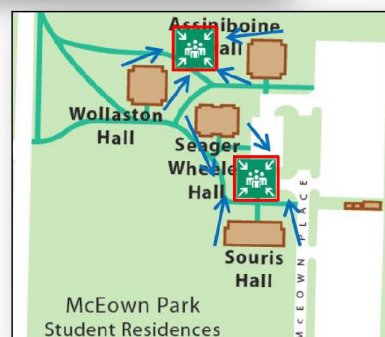 Assiniboine
Hall
Wollaston
Hall
Seager
Wheeler
Hall
Souris
Hall
McEown Park
Student Residences
McEOWN PLACE